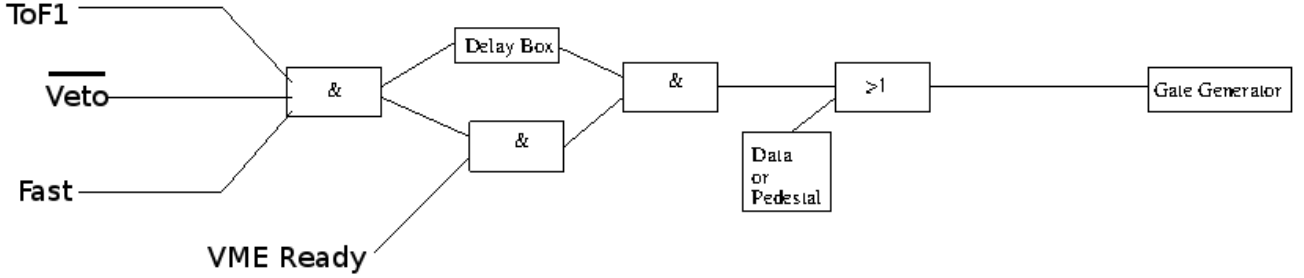 ToF1
Delay Box
Veto
&
&
>1
Gate Generator
&
Data
or
Pedestal
Fast
VME Ready